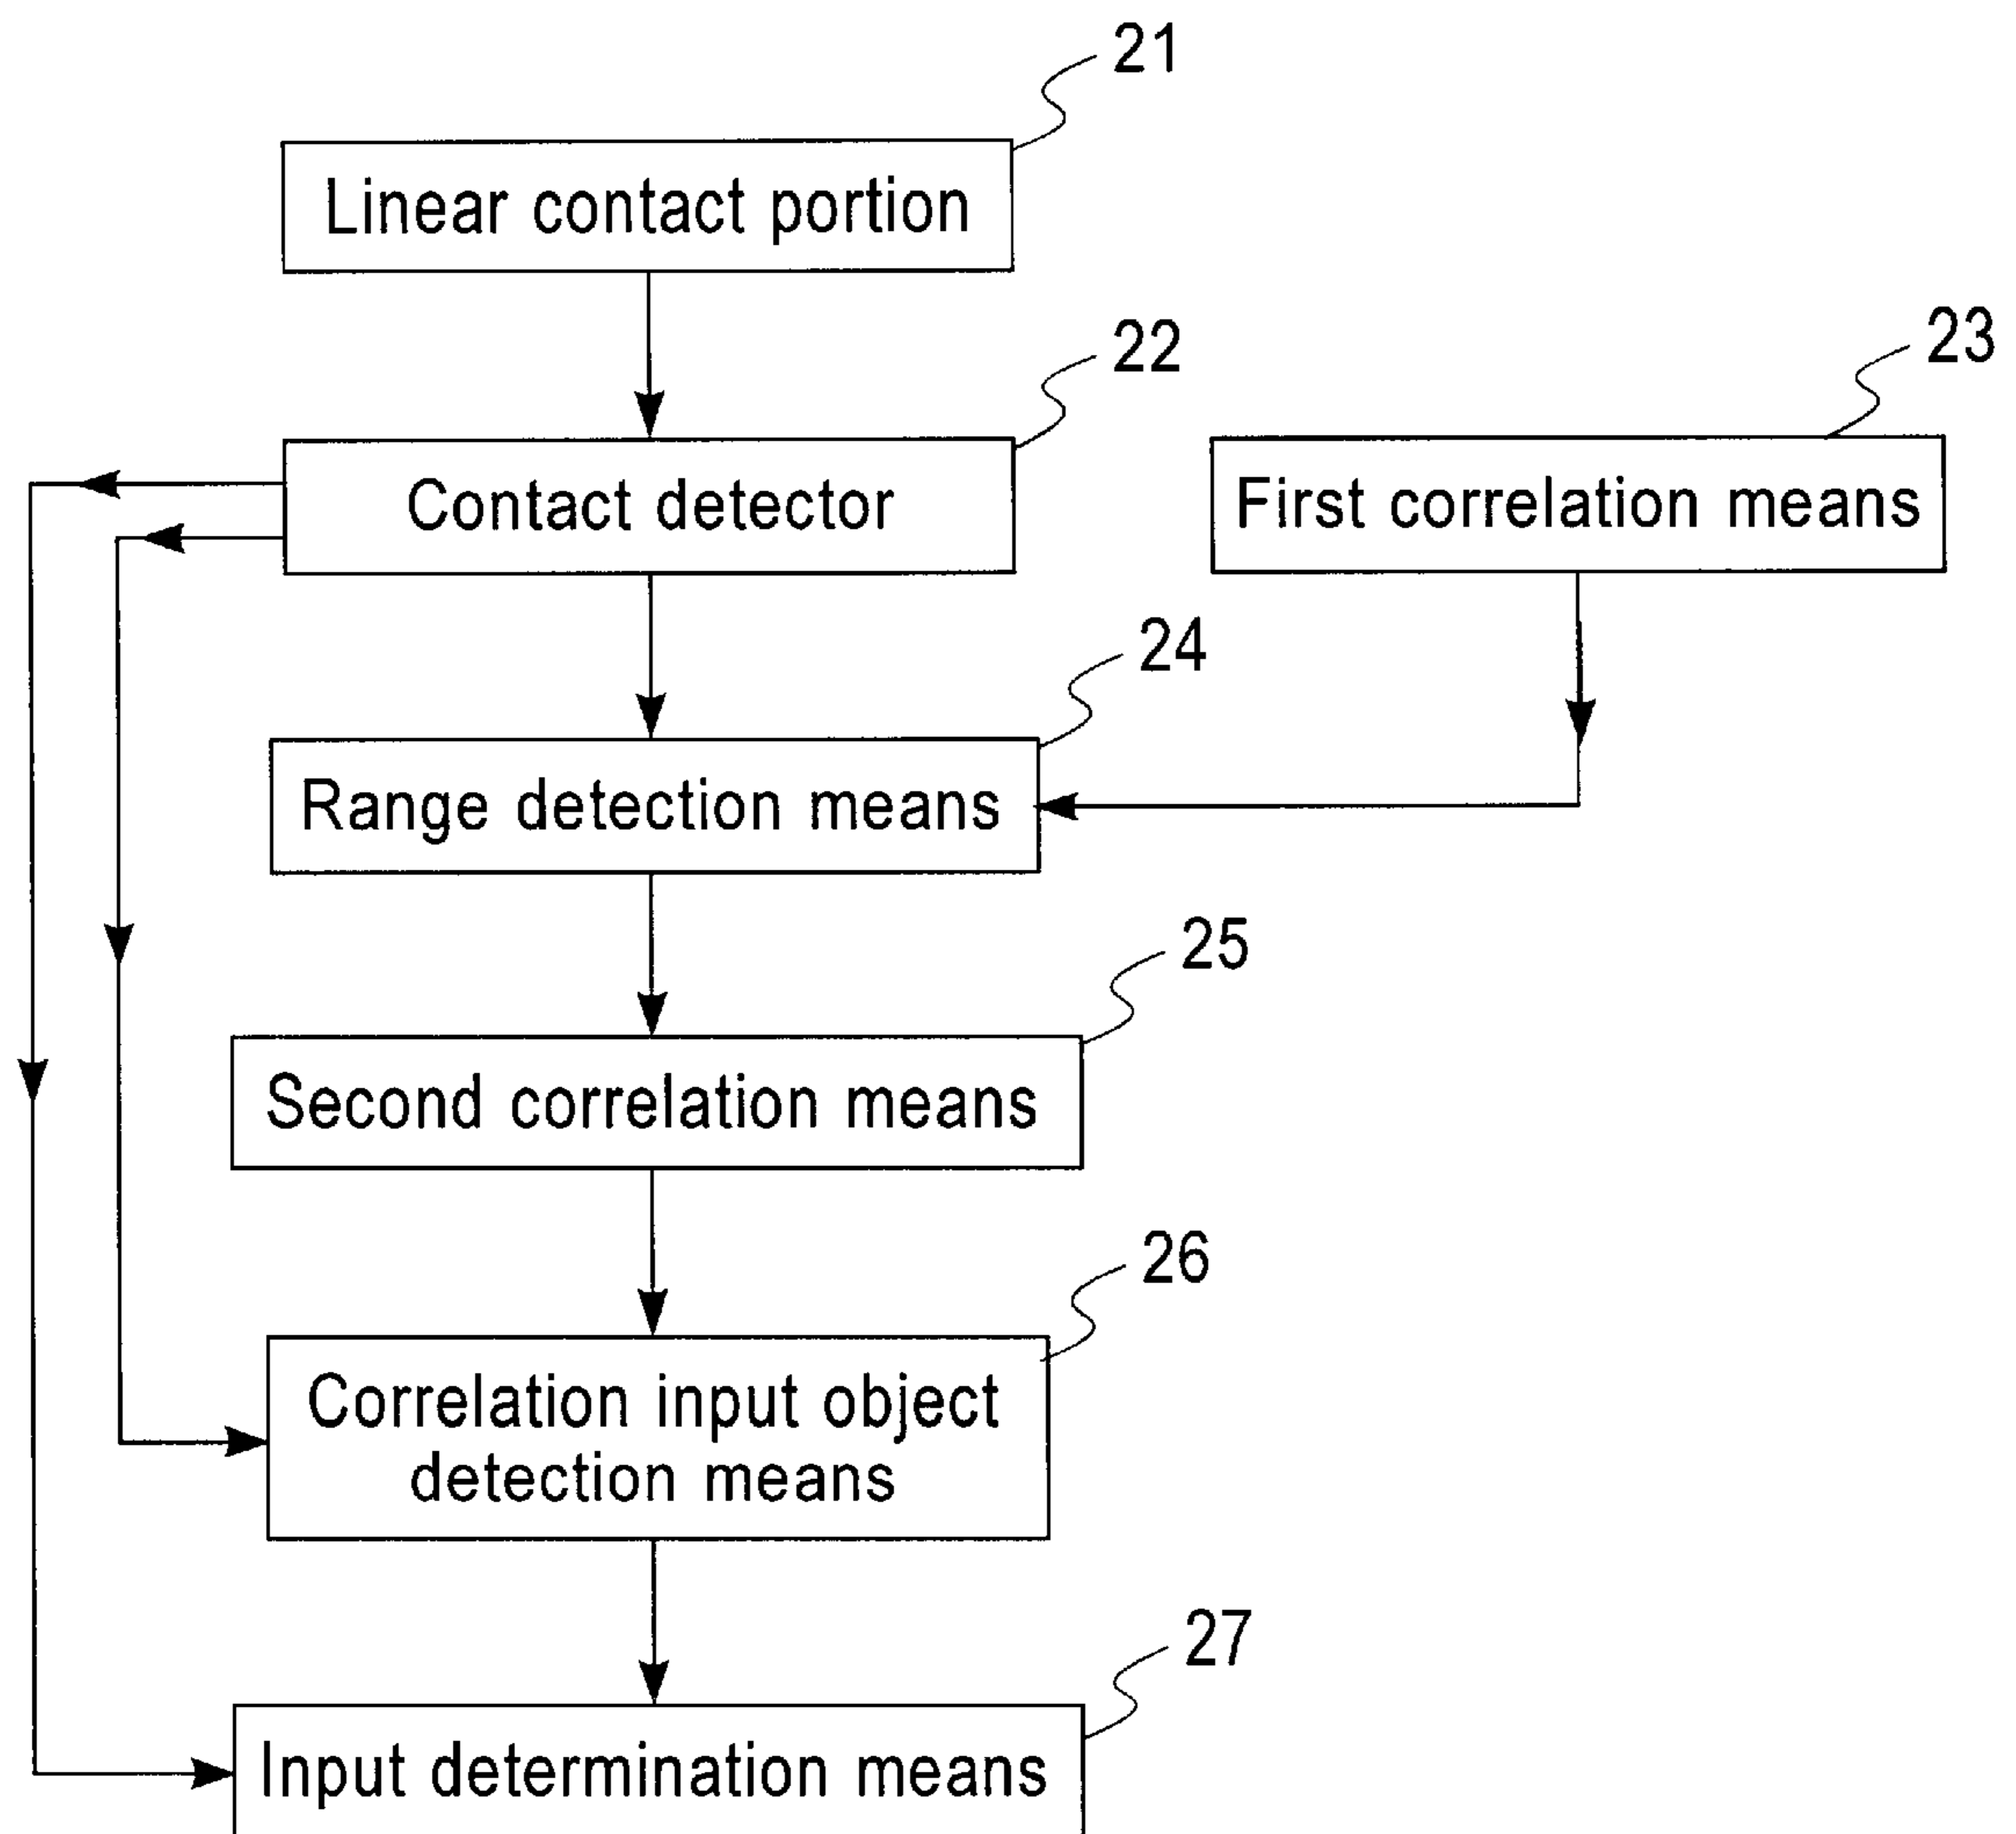 21
Linear contact portion
22
Contact detector
23
First correlation means
24
Range detection means
25
Second correlation means
26
Correlation input object
detection means
27
Input determination means